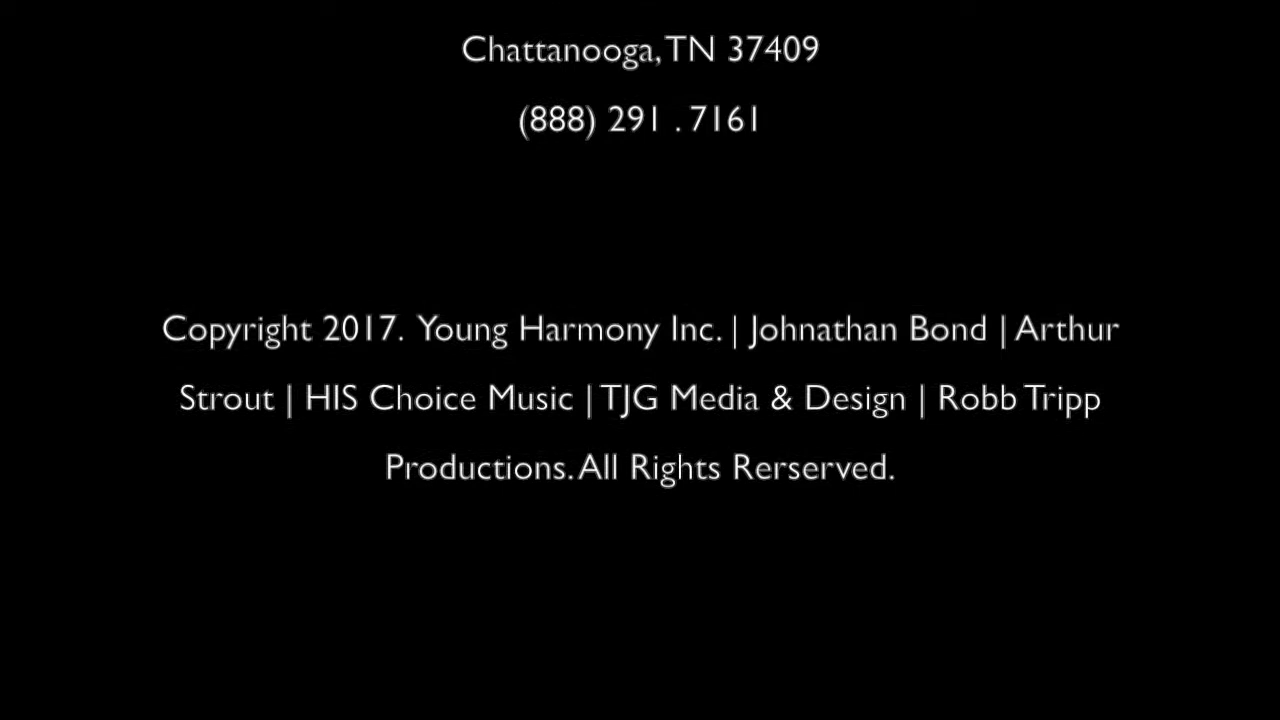 Chattanooga, TN 37409
(888) 291 . 7161
Copyright 2017. Young Harmony Inc. | Johnathan Bond | Arthur
Strout | HIS Choice Music | TJG Media & Design | Robb Tripp
Productions. All Rights Rerserved.